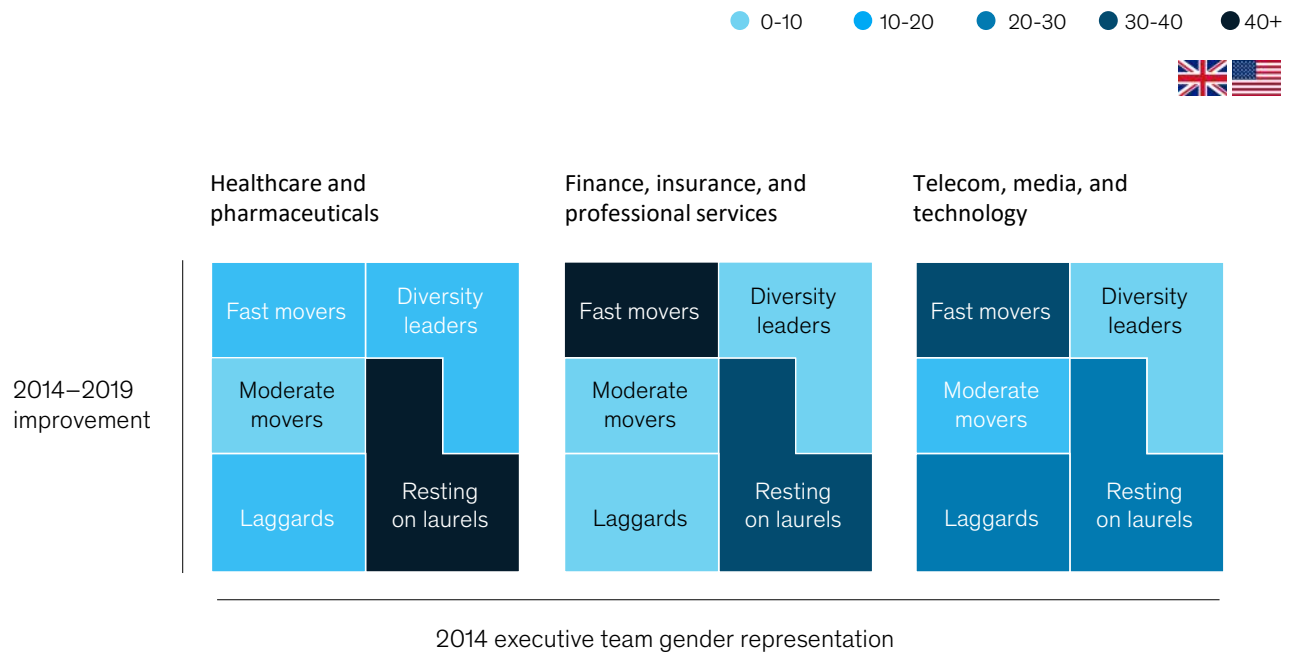 0-10
10-20
20-30
30-40
40+
Healthcare and
pharmaceuticals
Finance, insurance, and
professional services
Telecom, media, and
technology
2014–2019
improvement
Fast movers
Diversity
leaders
Moderate
movers
Laggards
Resting
on laurels
Fast movers
Diversity
leaders
Moderate
movers
Laggards
Resting
on laurels
Fast movers
Diversity
leaders
Moderate
movers
Laggards
Resting
on laurels
2014 executive team gender representation